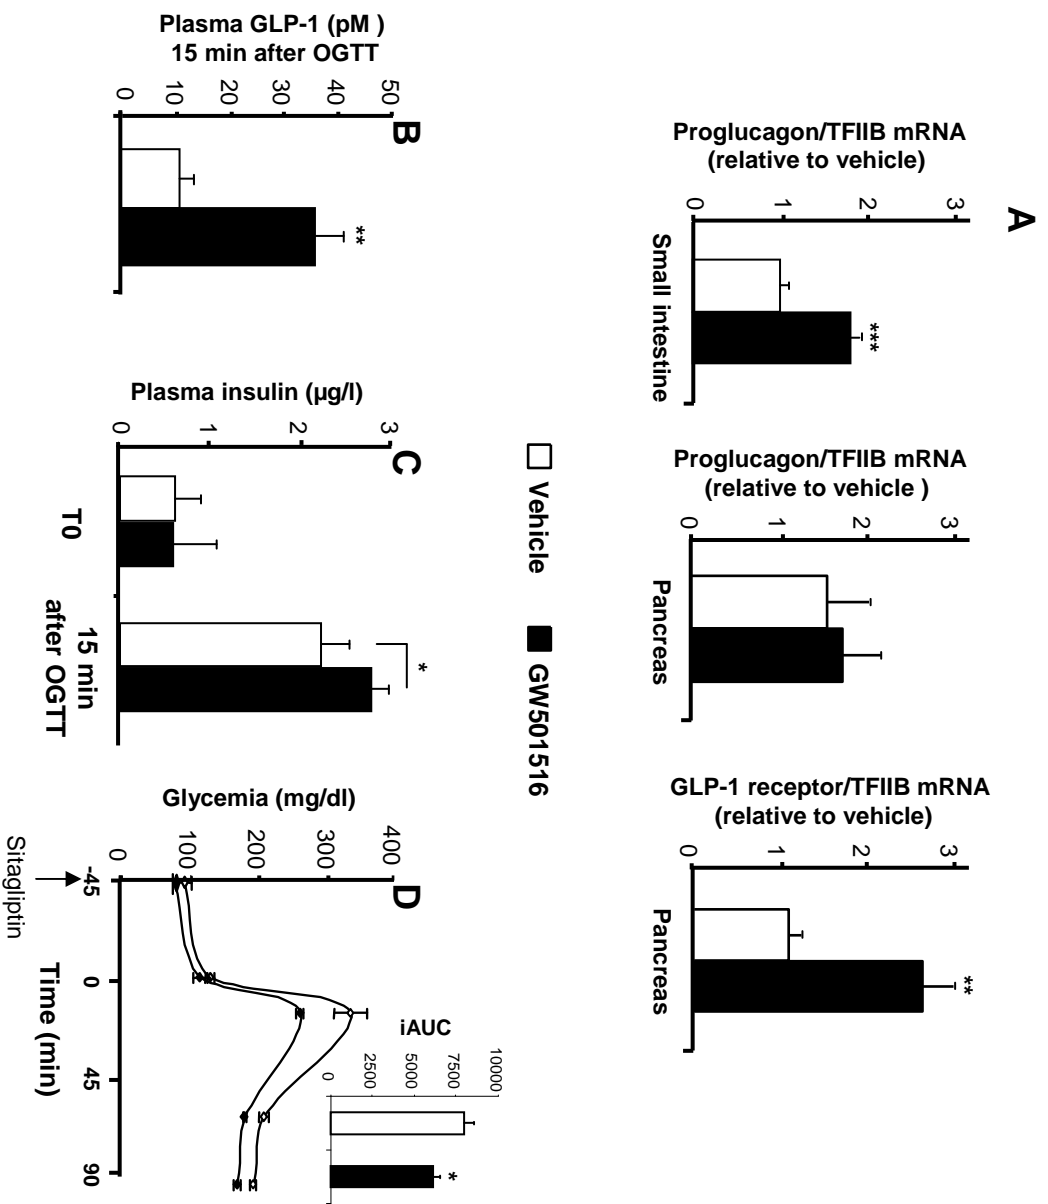 A
Proglucagon/TFIIB mRNA
(relative to vehicle)
3
2
1
0
***
Small intestine
Proglucagon/TFIIB mRNA
(relative to vehicle )
3
2
1
0
Pancreas
GLP-1 receptor/TFIIB mRNA
(relative to vehicle)
3
2
1
0
**
Pancreas
Vehicle
GW501516
B
Plasma GLP-1 (pM )
15 min after OGTT
50
40
30
20
10
0
**
C
Plasma insulin (µg/l)
3
2
1
0
*
T0
15 min
after OGTT
D
Glycemia (mg/dl)
400
300
200
100
0
-45
0
45
90
Time (min)
Sitagliptin
iAUC
10000
7500
5000
2500
0
*